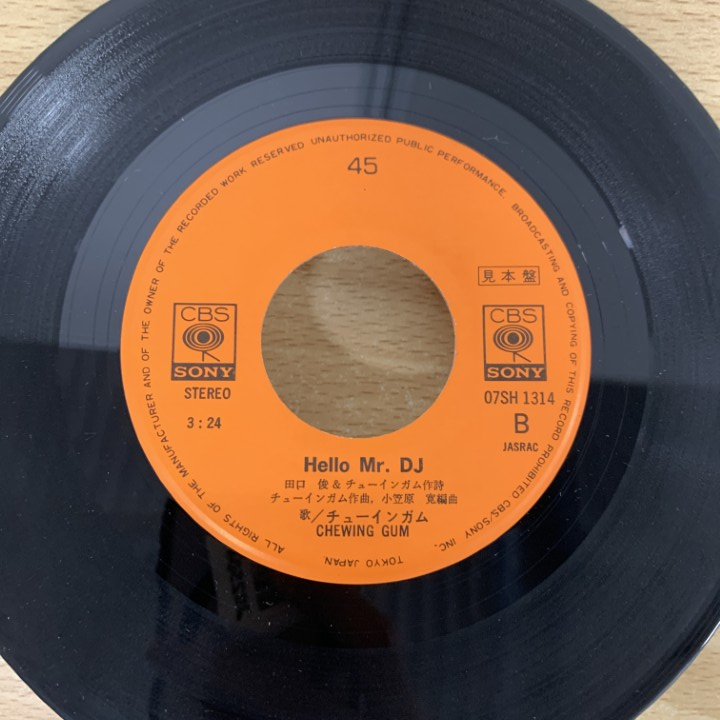 ALL RIGHTS OF THE MANUFACTURER AND OF THE OWNER OF THE RECORDED WORK RESERVED UNAUTHORIZED PUBLIC PERFORMANCE, BROADCASTING AND COPYING OF THIS RECORD PROHIBITED CBS/SONY INC. TOKYO JAPAN.
45
見本盤
CBS
SONY
STEREO
3:24
CBS
SONY
07SH 1314
B
JASRAC
Hello Mr. DJ
田口 俊&チューインガム作詩
チューインガム作曲, 小笠原 寛編曲
歌/チューインガム
CHEWING GUM